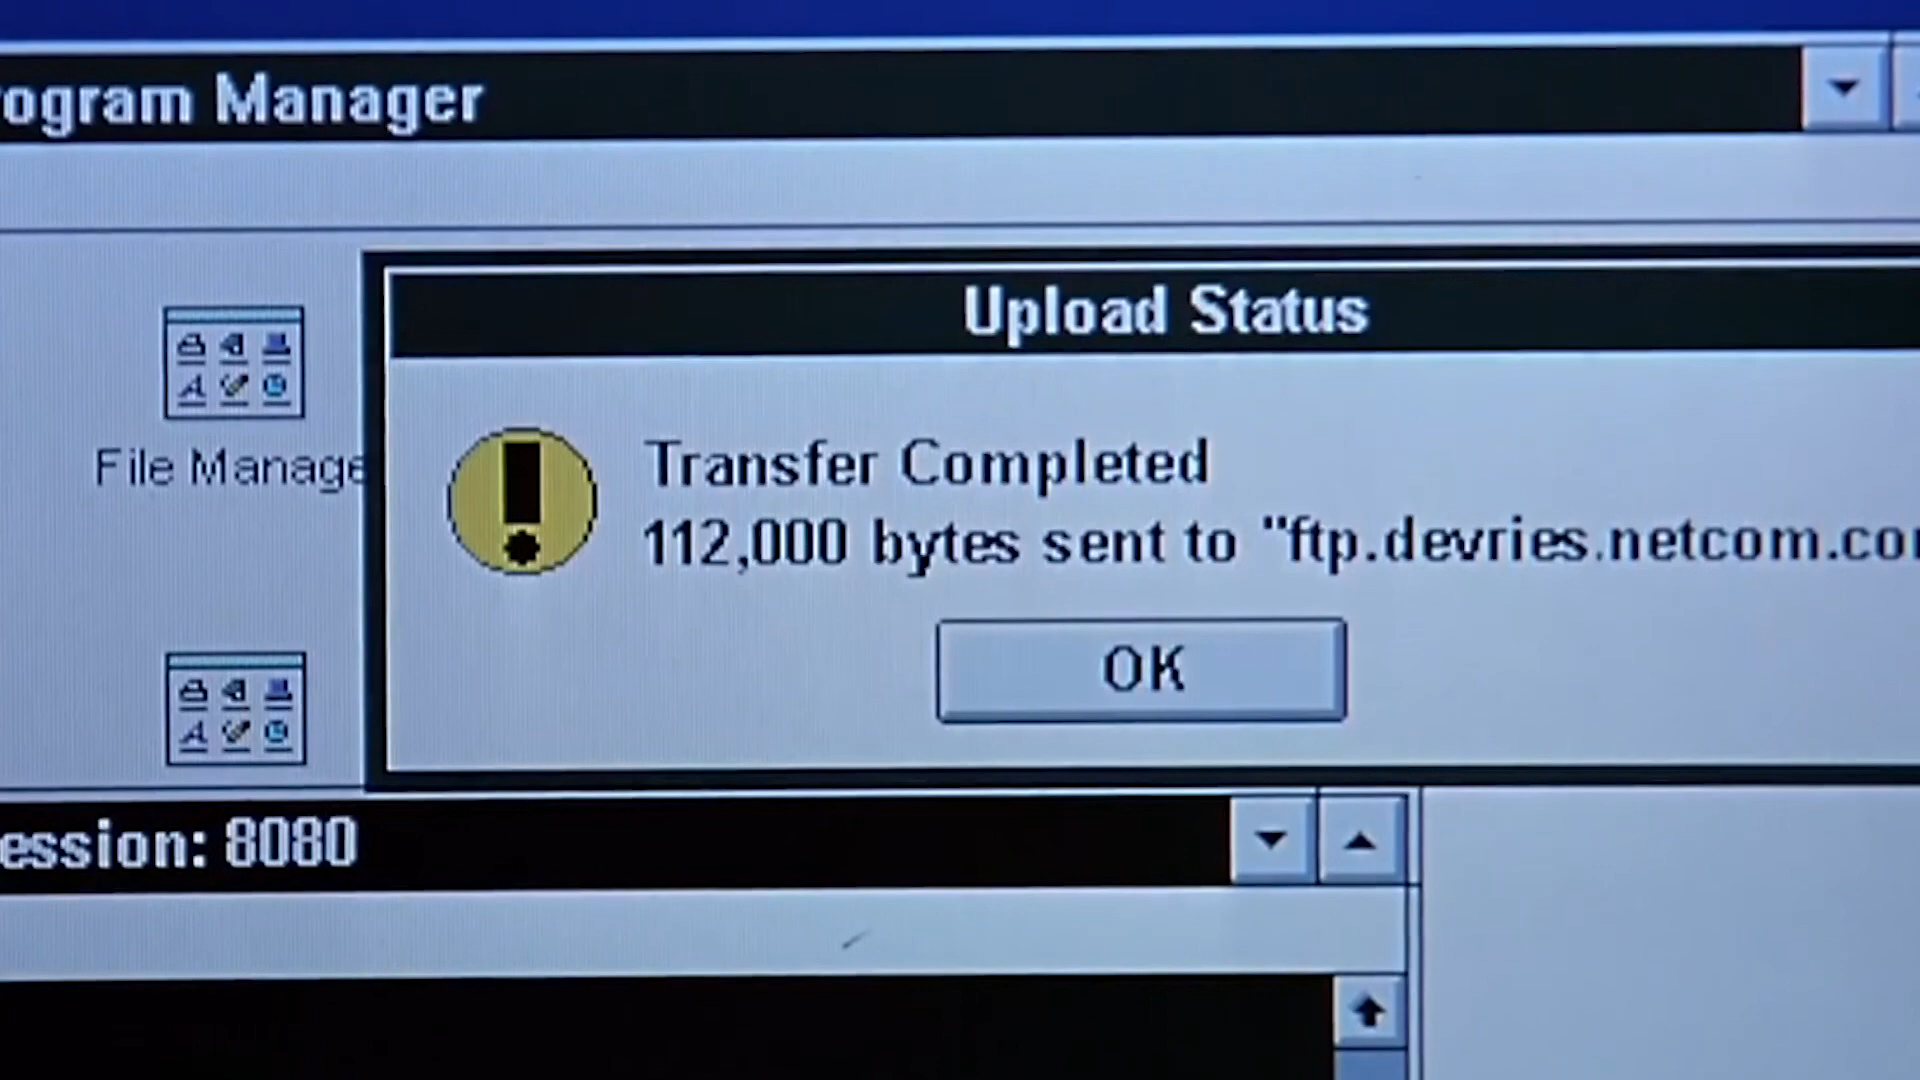 ogram Manager
Upload Status
File Manage
Transfer Completed
112,000 bytes sent to "ftp.devries.netcom.co
OK
ession: 8080